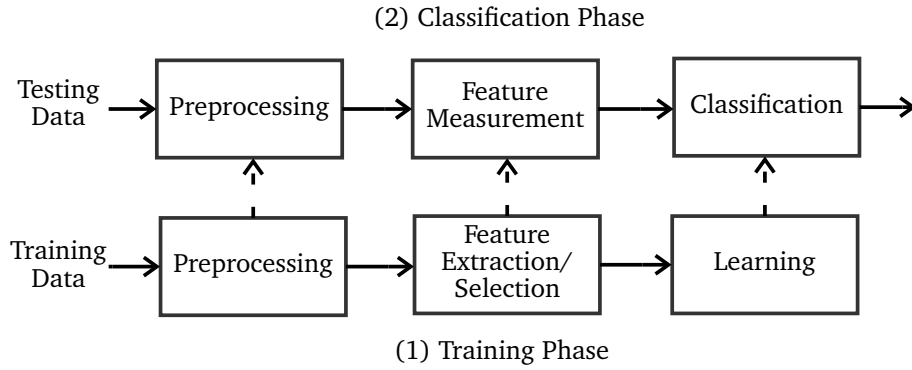 (2) Classification Phase
Testing
Data
Preprocessing
Feature
Measurement
Classification
Training
Data
Preprocessing
Feature
Extraction/
Selection
Learning
(1) Training Phase